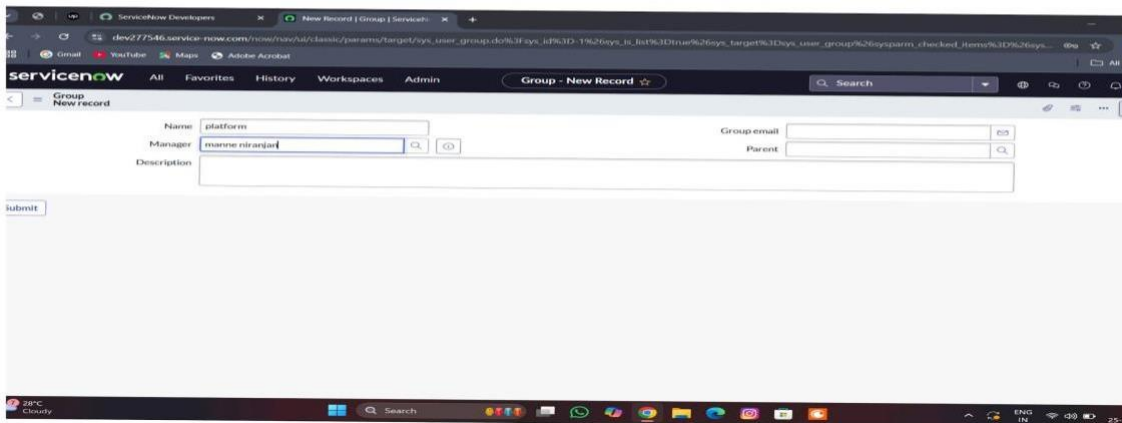 ServiceNow Developers
New Record | Group | ServiceN
dev277546.service-now.com/now/nav/ui/classic/params/target/sys_user_group.do%3Fsys_id%3D-1%26sys_is_list%3Dtrue%26sys_target%3Dsys_user_group%26sysparm_checked_items%3D%26sys...
Gmail YouTube Maps Adobe Acrobat All
servicenow All Favorites History Workspaces Admin Group - New Record Search
Group
New record
Name platform Group email
Manager manne niranjan Parent
Description
Submit
28°C
Cloudy
Search
ENG
IN
25-